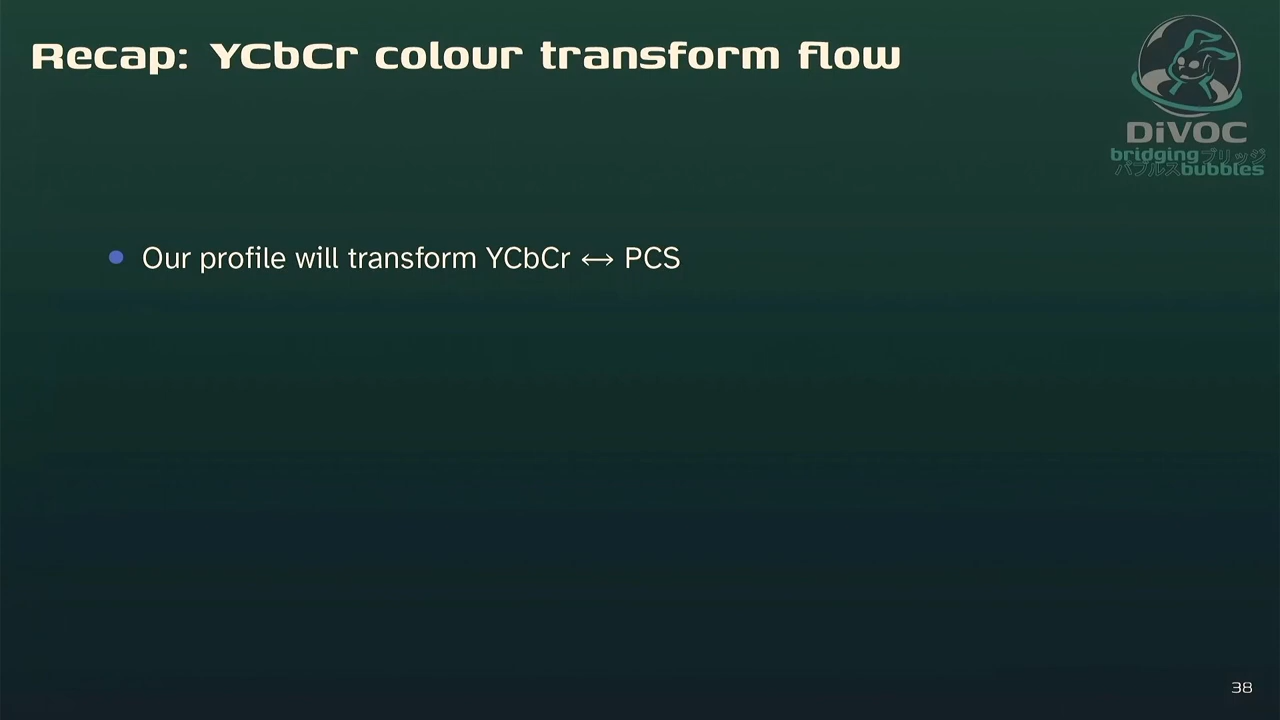 Recap: YCbCr colour transform flow
DiVOC
bridgingブリッジ
バブルスbubbles
Our profile will transform YCbCr ↔ PCS
38